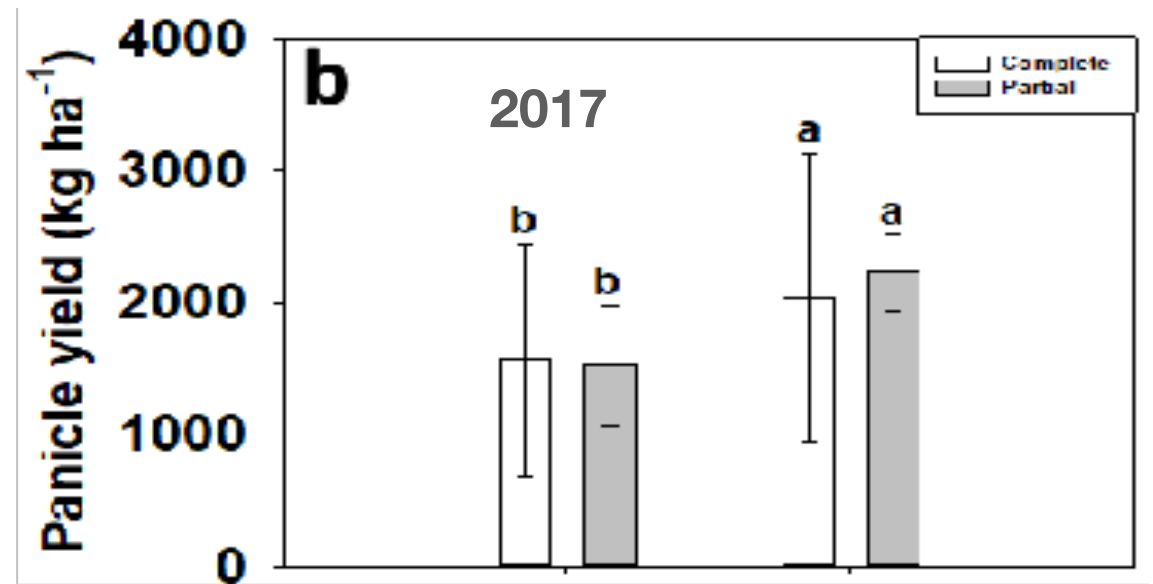 4000
3000
2000
1000
0
Panicle yield (kg ha⁻¹)
b
2017
Complete
Partial
b
b
a
a